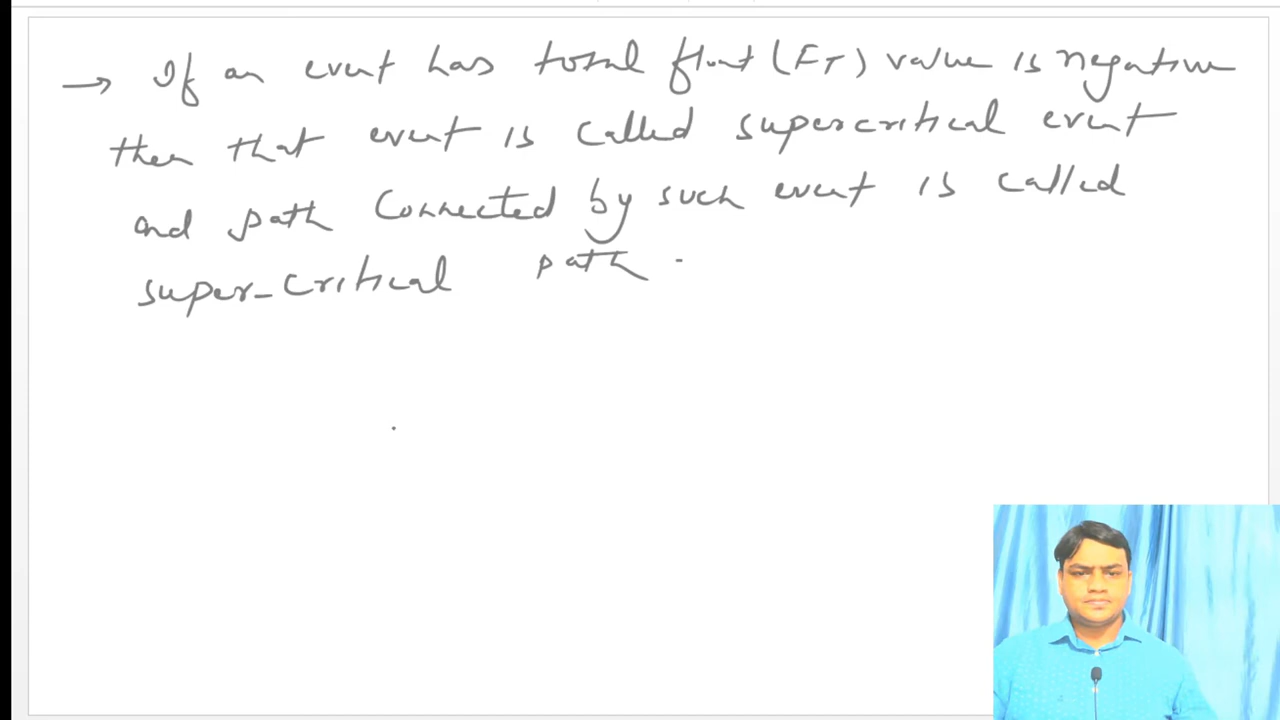 → If an event has total float (FT) value is negative
then that event is called supercritical event
and path connected by such event is called
super-critical path.